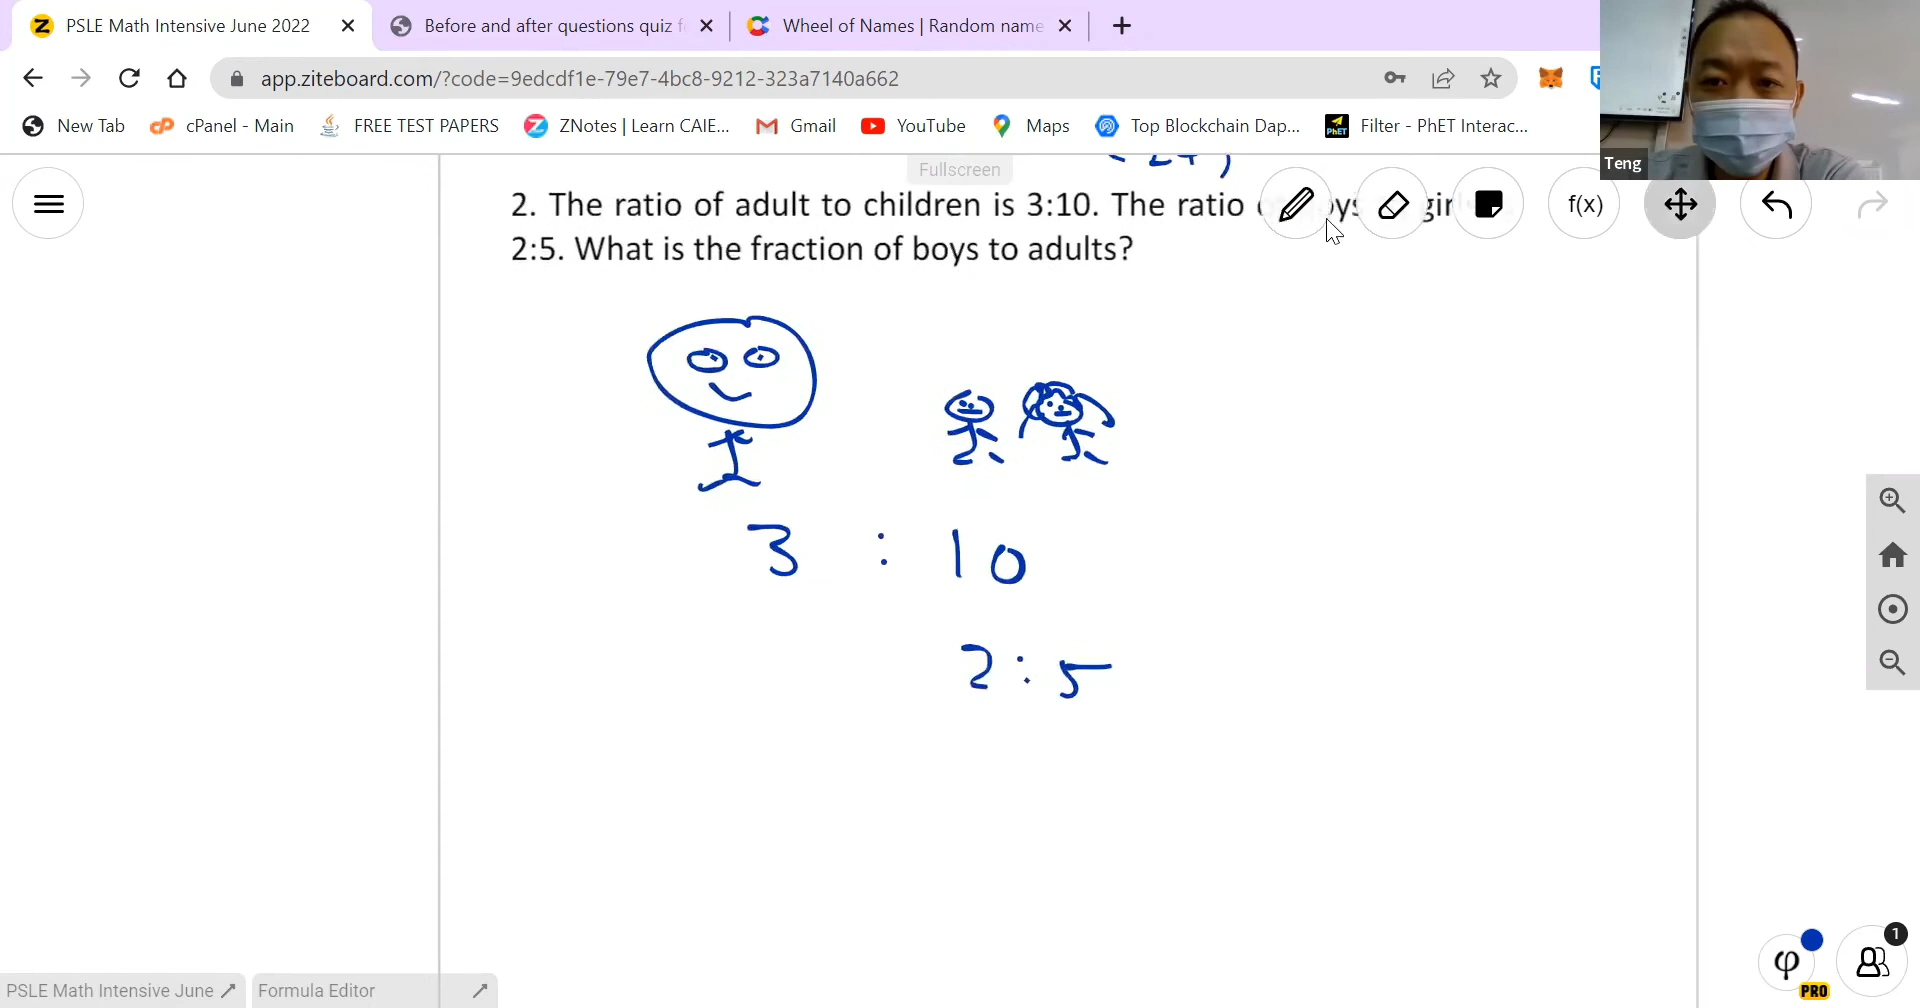 PSLE Math Intensive June 2022
Before and after questions quiz f
Wheel of Names | Random name
app.ziteboard.com/?code=9edcdf1e-79e7-4bc8-9212-323a7140a662
New Tab
cPanel - Main
FREE TEST PAPERS
ZNotes | Learn CAIE...
Gmail
YouTube
Maps
Top Blockchain Dap...
PhET
Filter - PhET Interac...
Teng
Fullscreen
f(x)
2. The ratio of adult to children is 3:10. The ratio
2:5. What is the fraction of boys to adults?
3 : 10
2 : 5
1
φ
PRO
PSLE Math Intensive June
Formula Editor